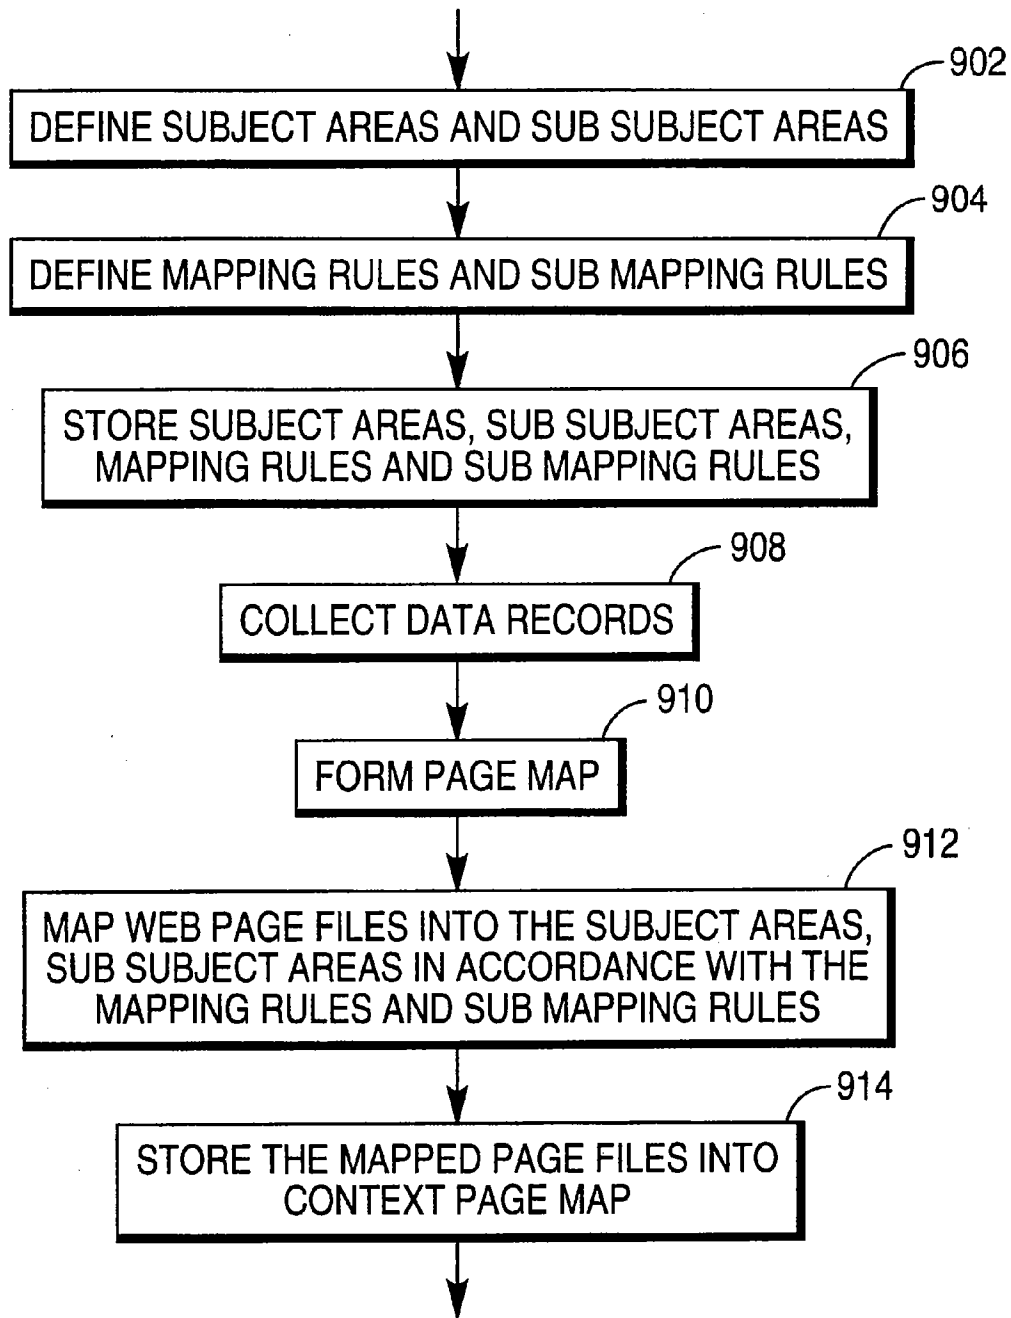 902
DEFINE SUBJECT AREAS AND SUB SUBJECT AREAS
904
DEFINE MAPPING RULES AND SUB MAPPING RULES
906
STORE SUBJECT AREAS, SUB SUBJECT AREAS,
MAPPING RULES AND SUB MAPPING RULES
908
COLLECT DATA RECORDS
910
FORM PAGE MAP
912
MAP WEB PAGE FILES INTO THE SUBJECT AREAS,
SUB SUBJECT AREAS IN ACCORDANCE WITH THE
MAPPING RULES AND SUB MAPPING RULES
914
STORE THE MAPPED PAGE FILES INTO
CONTEXT PAGE MAP